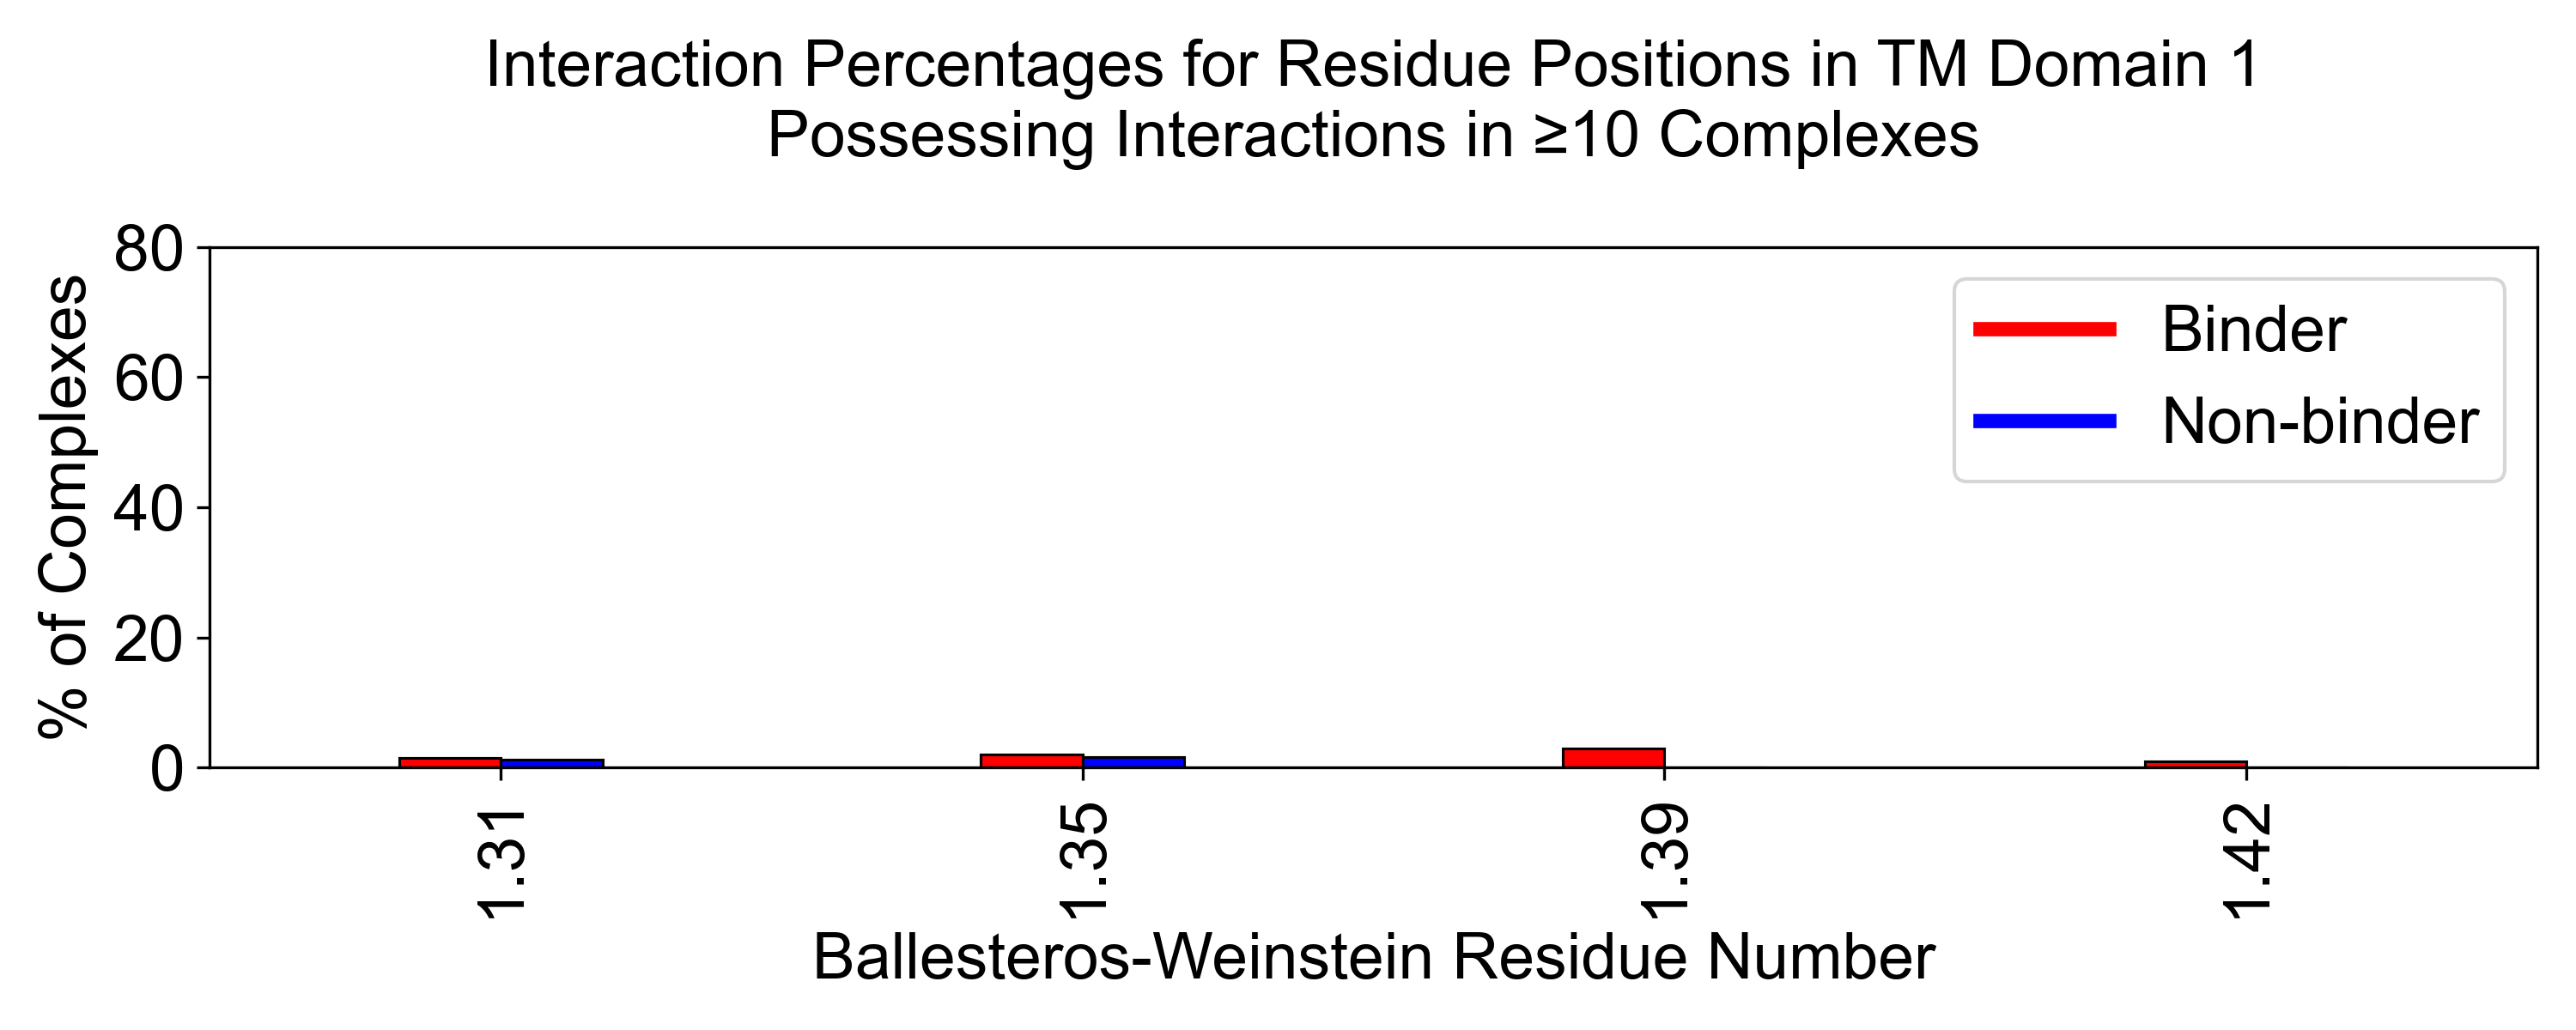 Interaction Percentages for Residue Positions in TM Domain 1
Possessing Interactions in ≥10 Complexes
80
60
40
20
0
% of Complexes
Binder
Non-binder
1.31
1.35
1.39
1.42
Ballesteros-Weinstein Residue Number